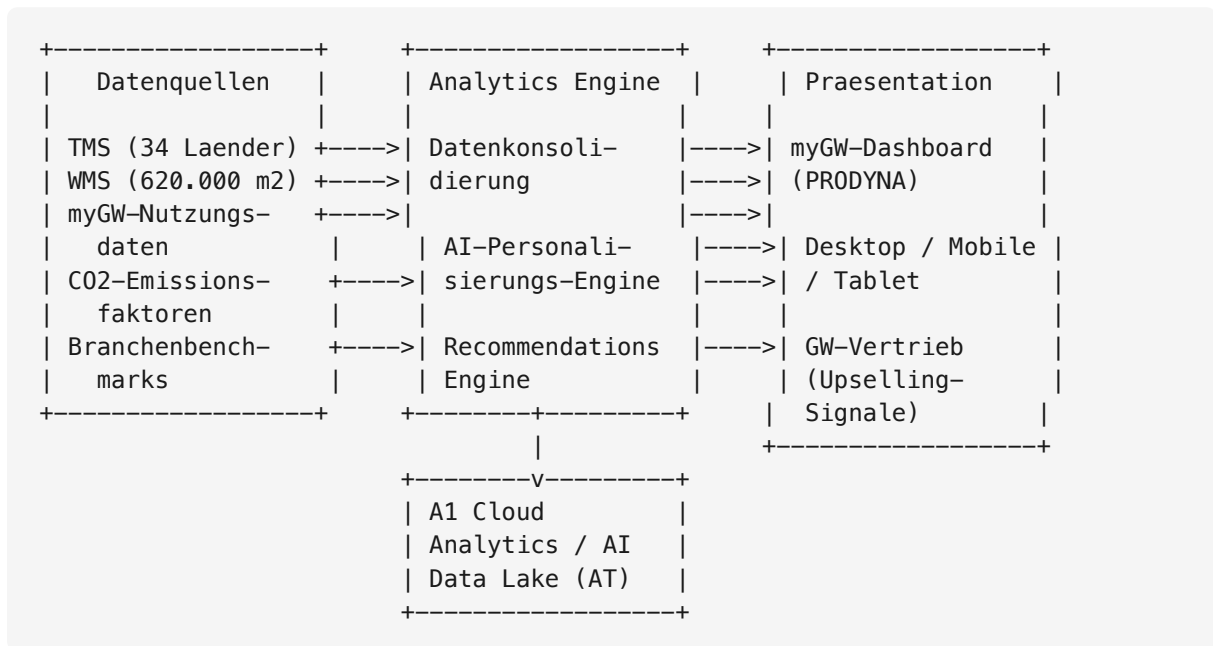 +------------------+     +------------------+     +------------------+
|   Datenquellen   |     | Analytics Engine  |     | Praesentation    |
|                  |     |                  |     |                  |
| TMS (34 Laender) +---->| Datenkonsoli-    |---->| myGW-Dashboard   |
| WMS (620.000 m2) +---->| dierung          |---->| (PRODYNA)        |
| myGW-Nutzungs-   +---->|                  |---->|                  |
|   daten           |     | AI-Personali-    |---->| Desktop / Mobile |
| CO2-Emissions-    +---->| sierungs-Engine  |---->| / Tablet         |
|   faktoren        |     |                  |     |                  |
| Branchenbench-    +---->| Recommendations  |---->| GW-Vertrieb      |
|   marks           |     | Engine           |     | (Upselling-      |
+------------------+     +--------+---------+     |  Signale)        |
                                  |               +------------------+
                         +--------v---------+
                         | A1 Cloud         |
                         | Analytics / AI   |
                         | Data Lake (AT)   |
                         +------------------+